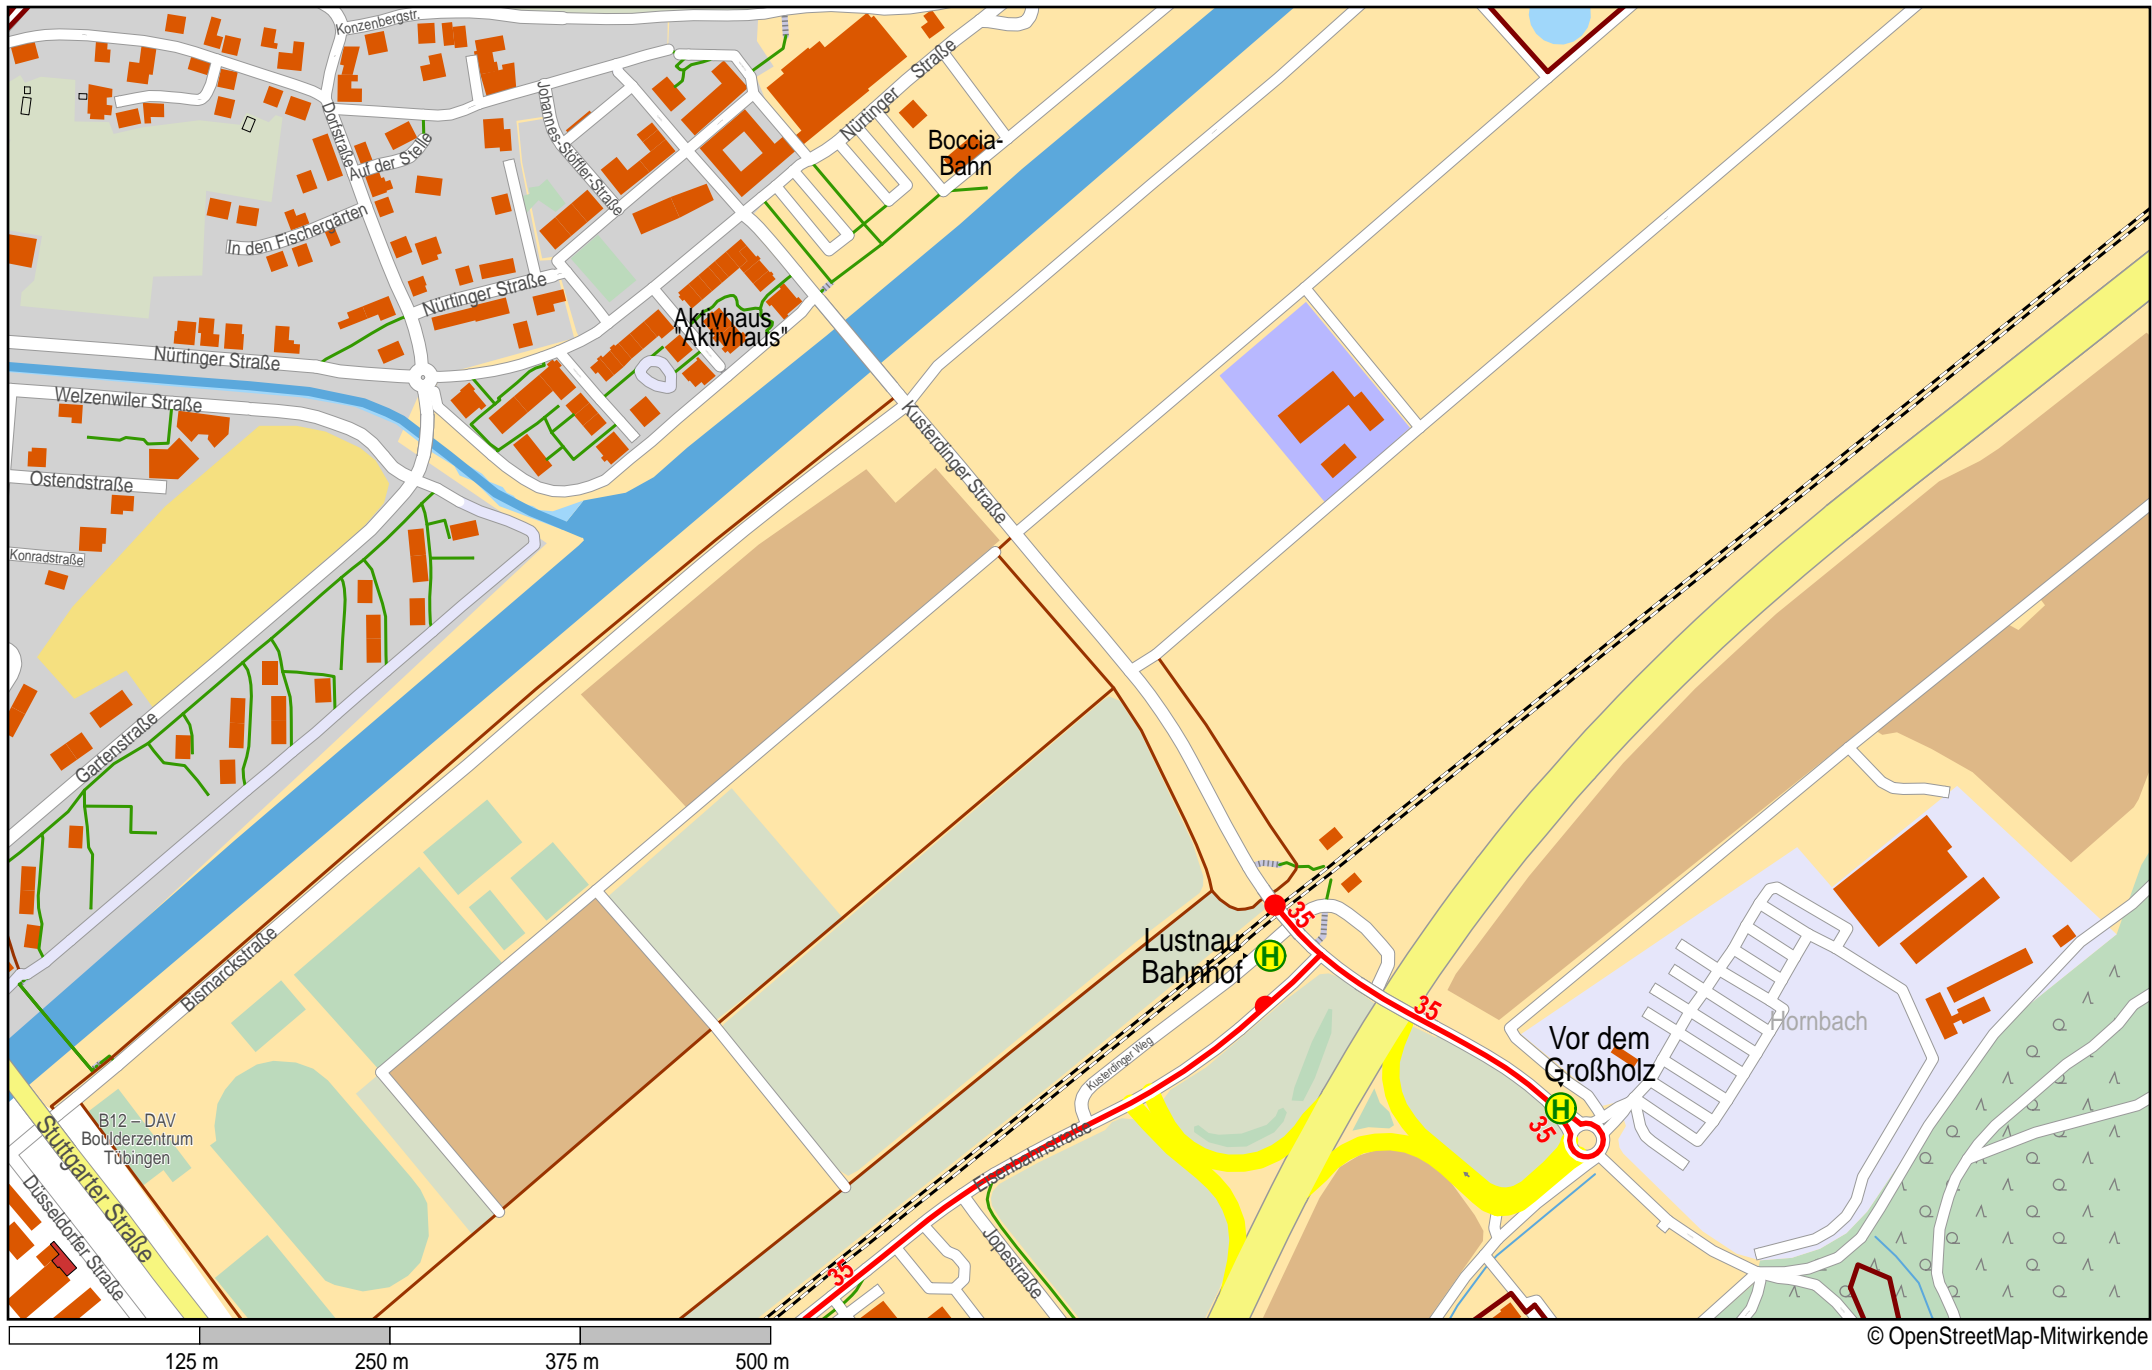 Konzenbergstr.
Dorfstraße
Auf der Stelle
In den Fischergärten
Johannes-Stöffler-Straße
Nürtinger
Straße
Boccia-
Bahn
Nürtinger Straße
Aktivhaus
"Aktivhaus"
Nürtinger Straße
Welzenwiler Straße
Ostendstraße
Konradstraße
Kusterdinger Straße
Gartenstraße
Bismarckstraße
35
Lustnau
Bahnhof
H
35
Hornbach
Vor dem
Großholz
H
35
Kusterdinger Weg
Eisenbahnstraße
B12 – DAV
Boulderzentrum
Tübingen
Stuttgarter Straße
Düsseldorfer Straße
Jopestraße
35
© OpenStreetMap-Mitwirkende
125 m
250 m
375 m
500 m